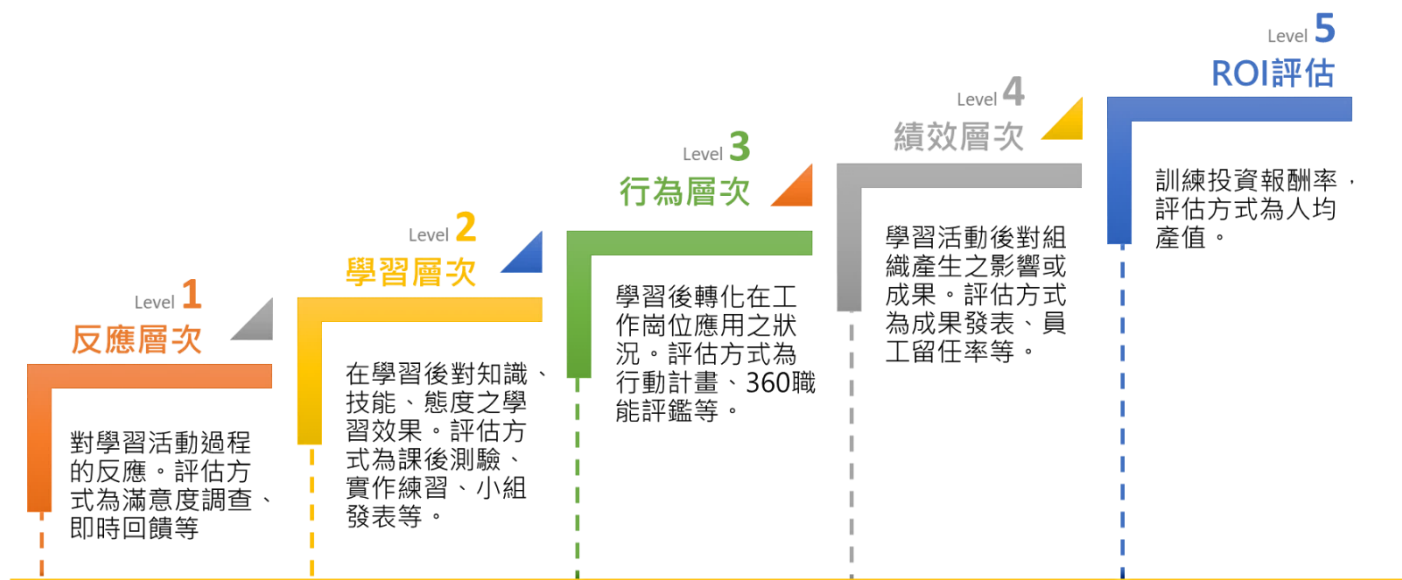 Level 1
反應層次
對學習活動過程
的反應。評估方
式為滿意度調查、
即時回饋等
Level 2
學習層次
在學習後對知識、
技能、態度之學
習效果。評估方
式為課後測驗、
實作練習、小組
發表等。
Level 3
行為層次
學習後轉化在工
作崗位應用之狀
況。評估方式為
行動計畫、360職
能評鑑等。
Level 4
績效層次
學習活動後對組
織產生之影響或
成果。評估方式
為成果發表、員
工留任率等。
Level 5
ROI評估
訓練投資報酬率，
評估方式為人均
產值。